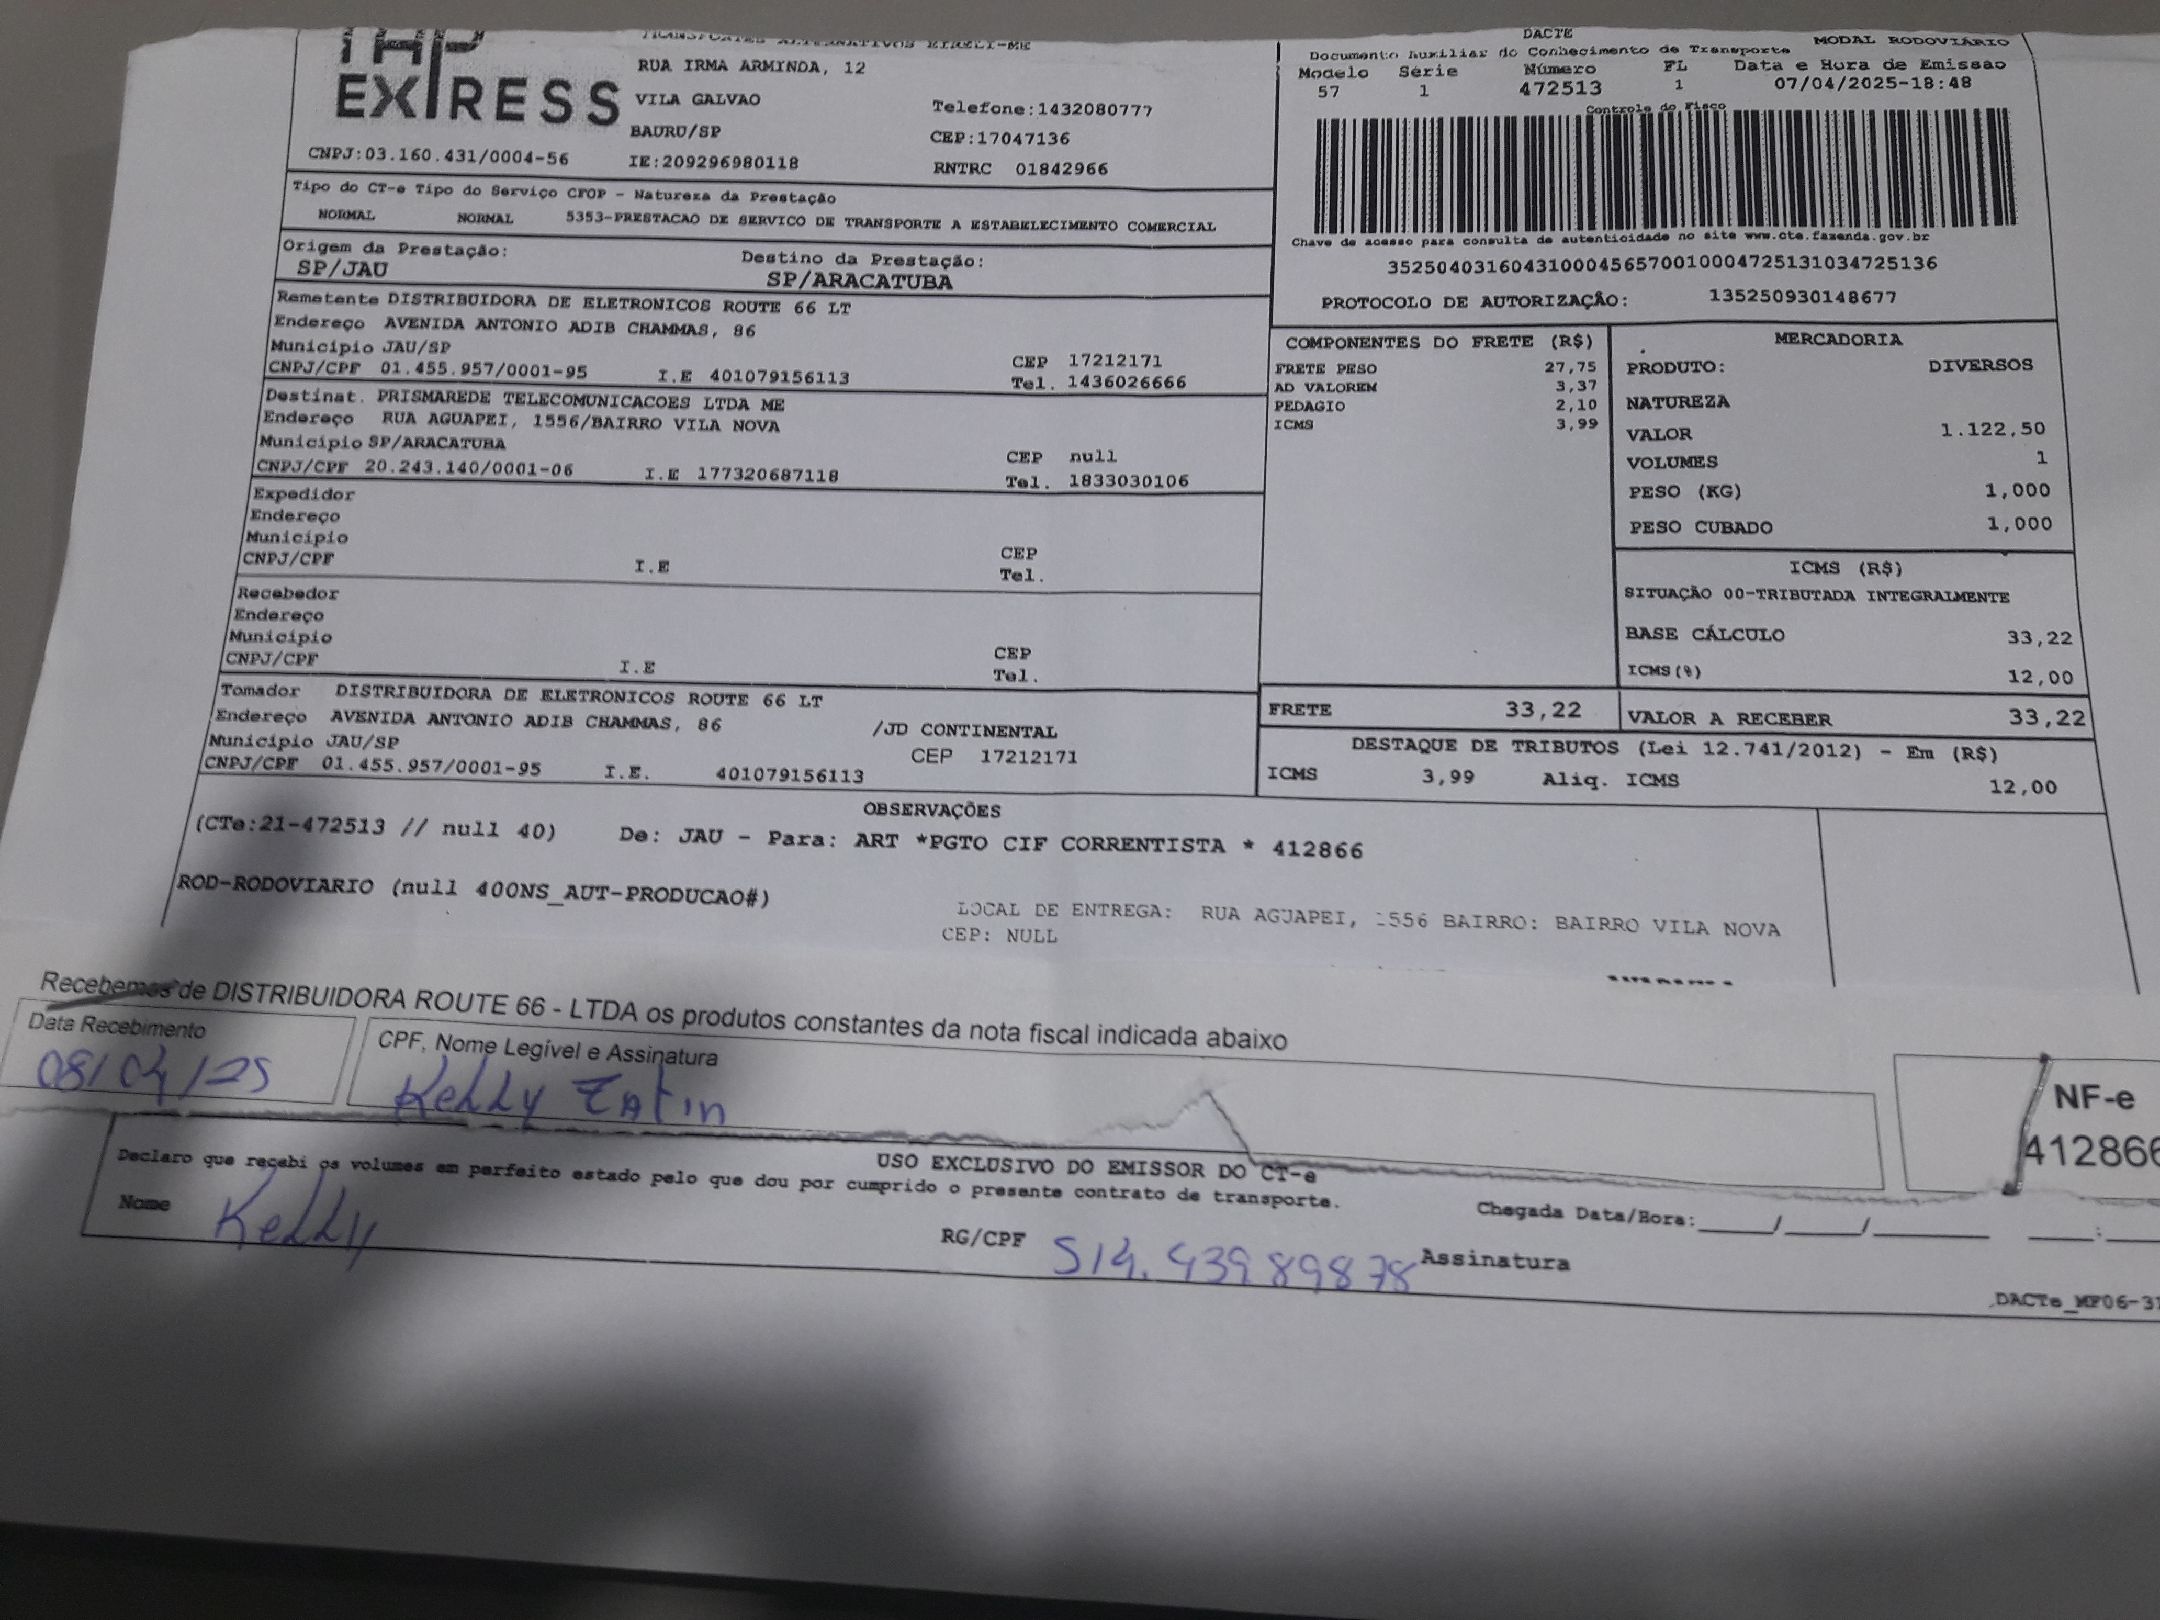 TAP
EXPRESS
TRANSPORTES ALTERNATIVOS EIRELI-ME
RUA IRMA ARMINDA, 12
VILA GALVAO
Telefone:1432080777
BAURU/SP
CEP:17047136
CNPJ:03.160.431/0004-56
IE:209296980118
RNTRC 01842966
DACTE
Documento Auxiliar do Conhecimento de Transporte
MODAL RODOVIÁRIO
Modelo Série Número FL Data e Hora de Emissao
57 1 472513 1 07/04/2025-18:48
Controle do Fisco
Chave de acesso para consulta de autenticidade no site www.cte.fazenda.gov.br
35250403160431000456570010004725131034725136
PROTOCOLO DE AUTORIZAÇÃO: 135250930148677
Tipo do CT-e Tipo do Serviço CFOP - Natureza da Prestação
NORMAL NORMAL 5353-PRESTACAO DE SERVICO DE TRANSPORTE A ESTABELECIMENTO COMERCIAL
Origem da Prestação: Destino da Prestação:
SP/JAU SP/ARACATUBA
Remetente DISTRIBUIDORA DE ELETRONICOS ROUTE 66 LT
Endereço AVENIDA ANTONIO ADIB CHAMMAS, 86
Município JAU/SP CEP 17212171
CNPJ/CPF 01.455.957/0001-95 I.E 401079156113 Tel. 1436026666
Destinat. PRISMAREDE TELECOMUNICACOES LTDA ME
Endereço RUA AGUAPEI, 1556/BAIRRO VILA NOVA
Município SP/ARACATUBA CEP null
CNPJ/CPF 20.243.140/0001-06 I.E 177320687118 Tel. 1833030106
Expedidor
Endereço
Município CEP
CNPJ/CPF I.E Tel.
Recebedor
Endereço
Município CEP
CNPJ/CPF I.E Tel.
Tomador DISTRIBUIDORA DE ELETRONICOS ROUTE 66 LT
Endereço AVENIDA ANTONIO ADIB CHAMMAS, 86 /JD CONTINENTAL
Município JAU/SP CEP 17212171
CNPJ/CPF 01.455.957/0001-95 I.E. 401079156113
COMPONENTES DO FRETE (R$)
FRETE PESO 27,75
AD VALOREM 3,37
PEDAGIO 2,10
ICMS 3,99
MERCADORIA
PRODUTO: DIVERSOS
NATUREZA
VALOR 1.122,50
VOLUMES 1
PESO (KG) 1,000
PESO CUBADO 1,000
ICMS (R$)
SITUAÇÃO 00-TRIBUTADA INTEGRALMENTE
BASE CÁLCULO 33,22
ICMS(%) 12,00
FRETE 33,22 VALOR A RECEBER 33,22
DESTAQUE DE TRIBUTOS (Lei 12.741/2012) - Em (R$)
ICMS 3,99 Aliq. ICMS 12,00
OBSERVAÇÕES
(CTe:21-472513 // null 40) De: JAU - Para: ART *PGTO CIF CORRENTISTA * 412866
ROD-RODOVIARIO (null 400NS_AUT-PRODUCAO#)
LOCAL DE ENTREGA: RUA AGUAPEI, 1556 BAIRRO: BAIRRO VILA NOVA
CEP: NULL
Recebemos de DISTRIBUIDORA ROUTE 66 - LTDA os produtos constantes da nota fiscal indicada abaixo
Data Recebimento CPF, Nome Legível e Assinatura
08/04/25 Kelly
NF-e
412866
USO EXCLUSIVO DO EMISSOR DO CT-e
Declaro que recebi os volumes em perfeito estado pelo que dou por cumprido o presente contrato de transporte.
Nome Kelly RG/CPF 514.43989878 Assinatura
Chegada Data/Hora:_____/_____/_______ ____:
DACTe_MF06-31